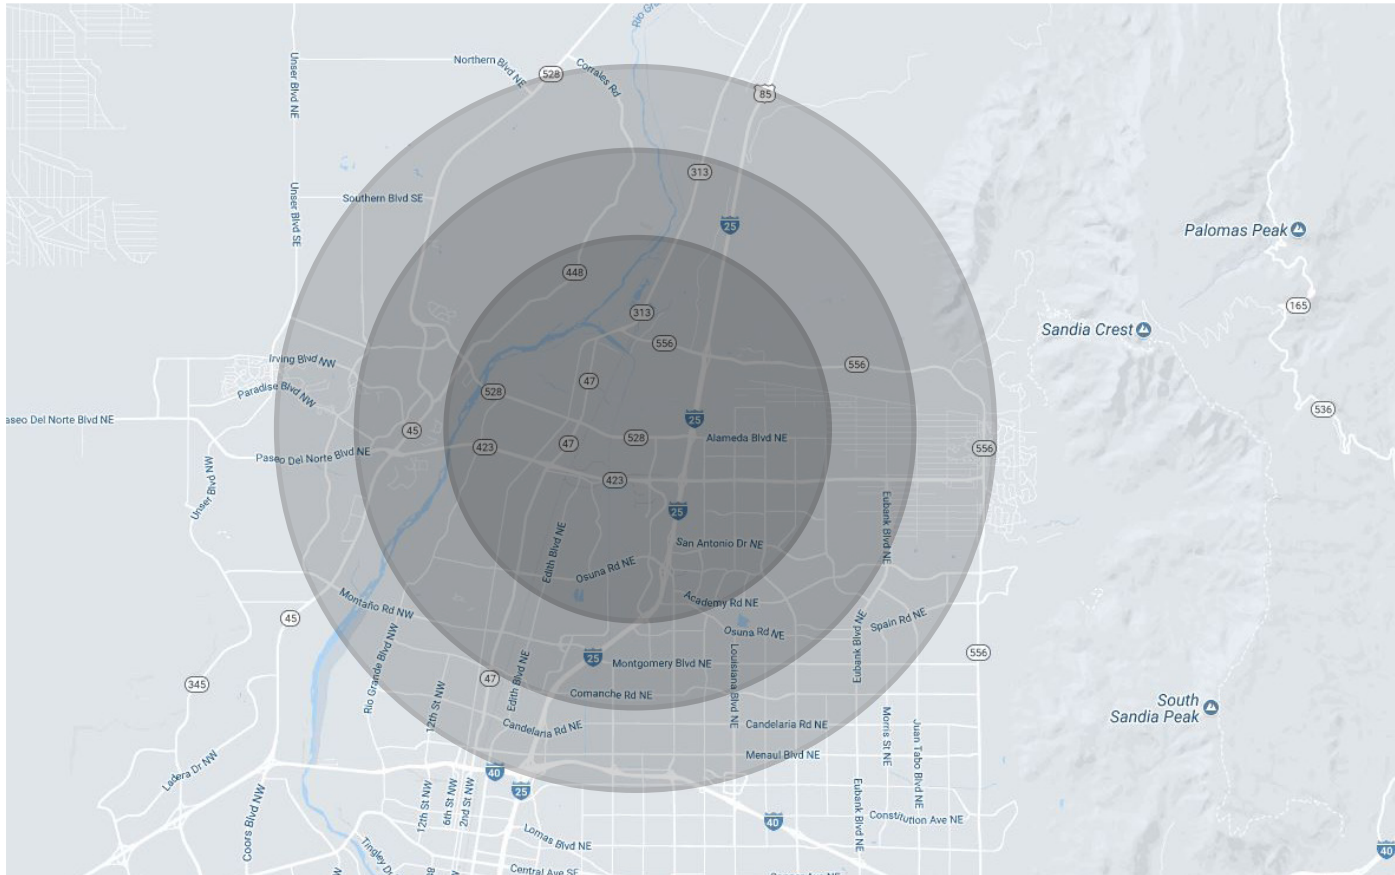 Rio Gr
Northern Blvd NE
528
Corrales Rd
85
Unser Blvd NE
313
Southern Blvd SE
Unser Blvd SE
25
Palomas Peak
448
165
313
Sandia Crest
556
Irving Blvd NW
556
47
Paradise Blvd NW
528
536
aseo Del Norte Blvd NE
25
45
528
Alameda Blvd NE
47
423
556
Paseo Del Norte Blvd NE
423
Unser Blvd NW
25
Eubank Blvd NE
San Antonio Dr NE
Edith Blvd NE
Osuna Rd NE
Academy Rd NE
Montaño Rd NW
45
Spain Rd NE
Osuna Rd NE
Eubank Blvd NE
556
25
Montgomery Blvd NE
Rio Grande Blvd NW
47
Edith Blvd NE
345
Comanche Rd NE
Louisiana Blvd NE
12th St NW
South
Sandia Peak
Candelaria Rd NE
Candelaria Rd NE
Morris St NE
Juan Tabo Blvd NE
Menaul Blvd NE
Ladera Dr NW
40
25
12th St NW
6th St NW
2nd St NW
Eubank Blvd NE
Coors Blvd NW
40
Constitution Ave NE
Lomas Blvd NE
40
Tingley D
Central Ave SE